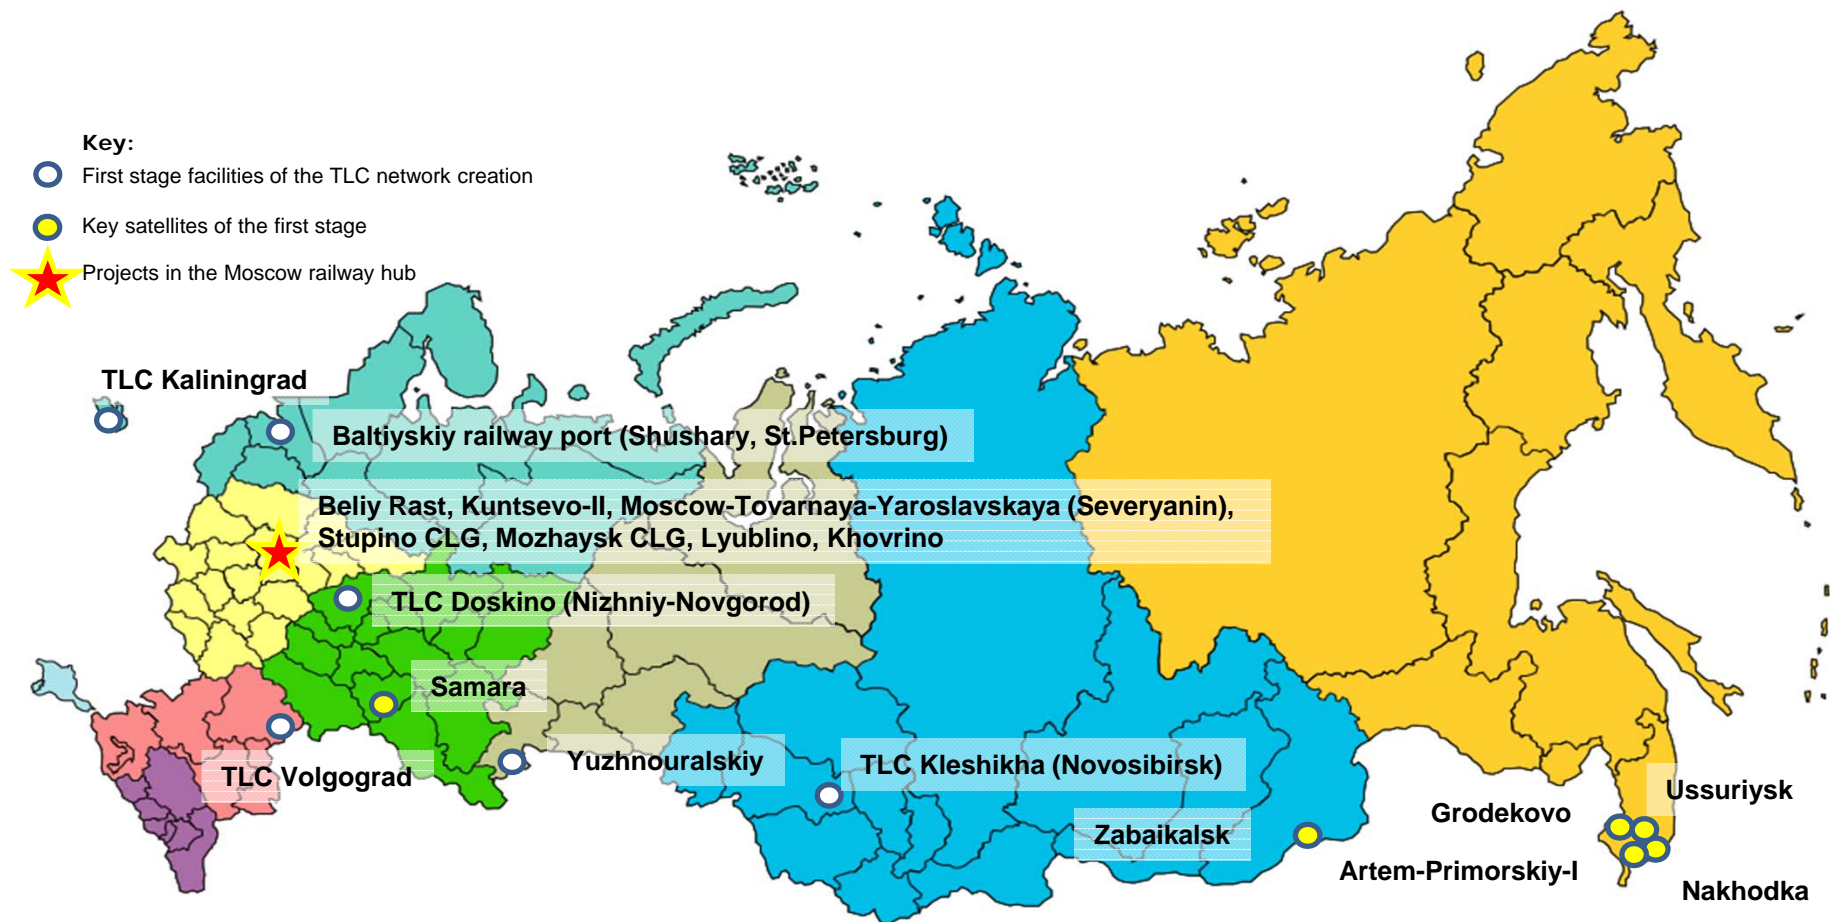 Key:
First stage facilities of the TLC network creation
Key satellites of the first stage
Projects in the Moscow railway hub
TLC Kaliningrad
Baltiyskiy railway port (Shushary, St.Petersburg)
Beliy Rast, Kuntsevo-II, Moscow-Tovarnaya-Yaroslavskaya (Severyanin),
Stupino CLG, Mozhaysk CLG, Lyublino, Khovrino
TLC Doskino (Nizhniy-Novgorod)
Samara
TLC Volgograd
Yuzhnouralskiy
TLC Kleshikha (Novosibirsk)
Zabaikalsk
Grodekovo
Ussuriysk
Artem-Primorskiy-I
Nakhodka